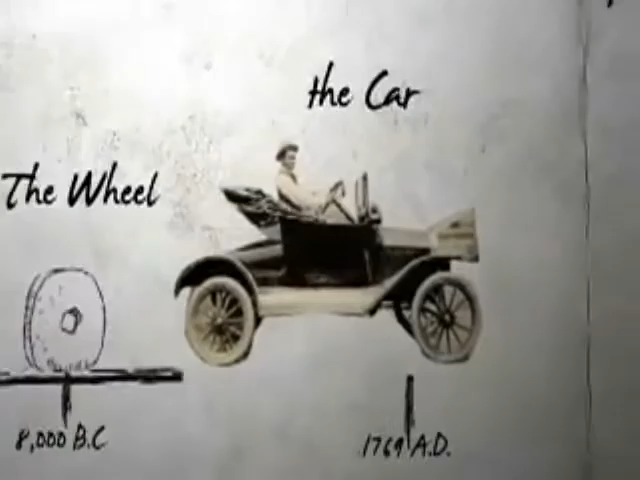 the Car
The Wheel
8,000 B.C
1769 A.D.